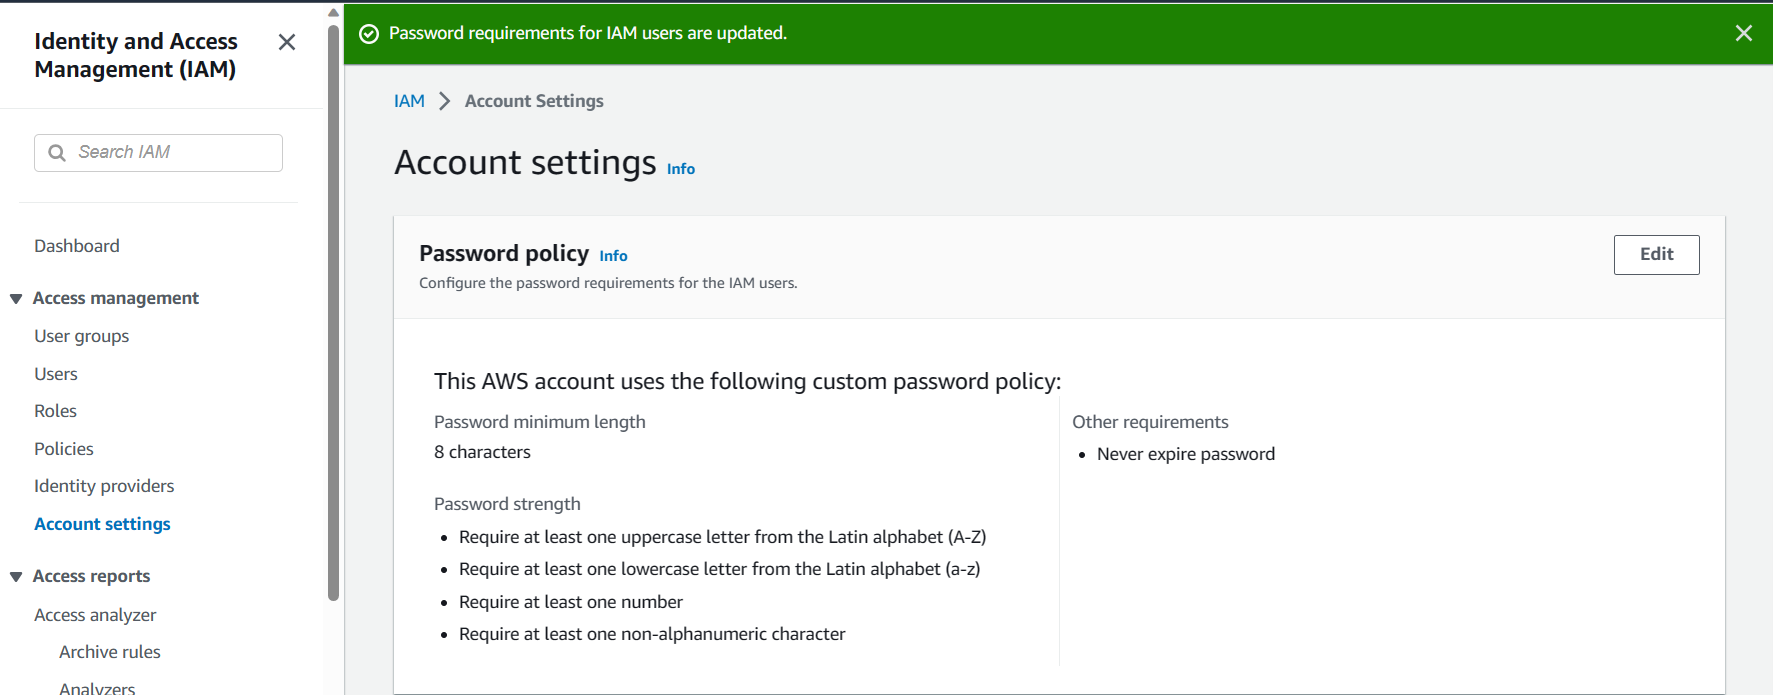 Identity and Access
Management (IAM)
Search IAM
Dashboard
Access management
User groups
Users
Roles
Policies
Identity providers
Account settings
Access reports
Access analyzer
Archive rules
Analyzers
Password requirements for IAM users are updated.
IAM > Account Settings
Account settings Info
Password policy Info
Configure the password requirements for the IAM users.
Edit
This AWS account uses the following custom password policy:
Password minimum length
8 characters
Password strength
• Require at least one uppercase letter from the Latin alphabet (A-Z)
• Require at least one lowercase letter from the Latin alphabet (a-z)
• Require at least one number
• Require at least one non-alphanumeric character
Other requirements
• Never expire password